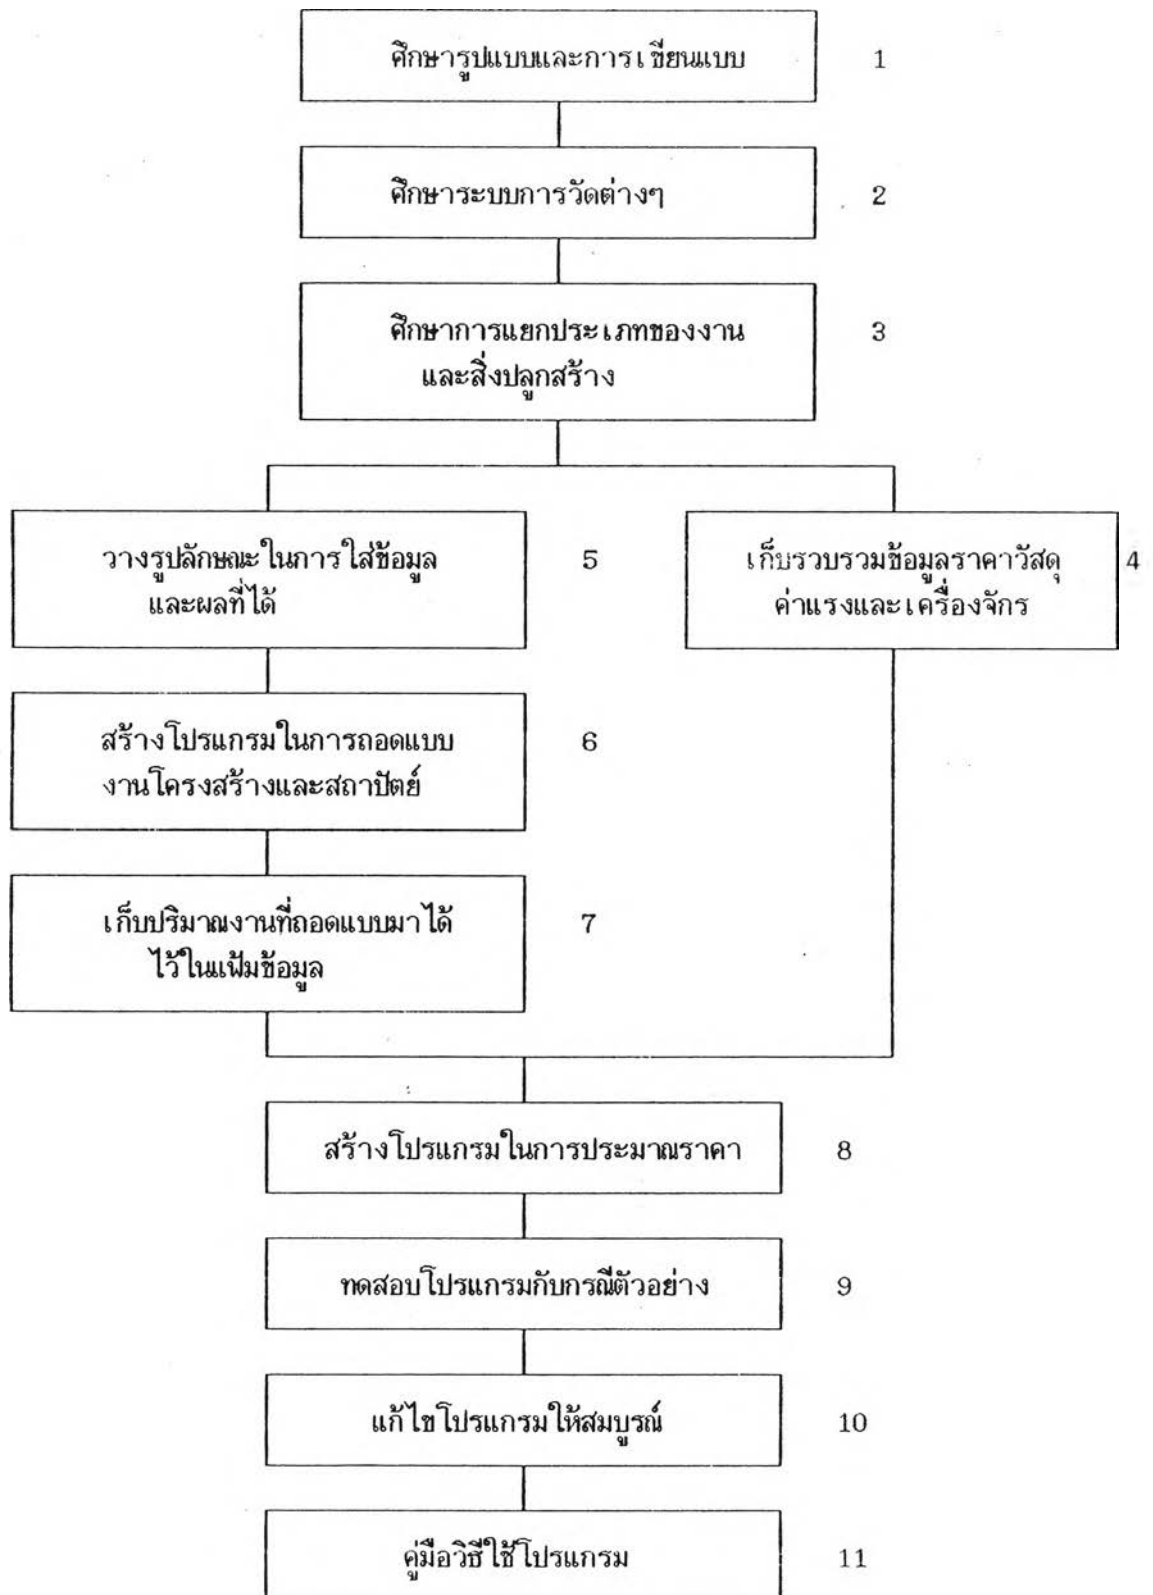 ศึกษารูปแบบและการเขียนแบบ 1
ศึกษาระบบการวัดต่างๆ 2
ศึกษาการแยกประเภทของงาน 3
และสิ่งปลูกสร้าง
วางรูปลักษณะในการใส่ข้อมูล 5
และผลที่ได้
เก็บรวบรวมข้อมูลราคาวัสดุ 4
ค่าแรงและเครื่องจักร
สร้างโปรแกรมในการถอดแบบ 6
งานโครงสร้างและสถาปัตย์
เก็บปริมาณงานที่ถอดแบบมาได้ 7
ไว้ในแฟ้มข้อมูล
สร้างโปรแกรมในการประมาณราคา 8
ทดสอบโปรแกรมกับกรณีตัวอย่าง 9
แก้ไขโปรแกรมให้สมบูรณ์ 10
คู่มือวิธีใช้โปรแกรม 11